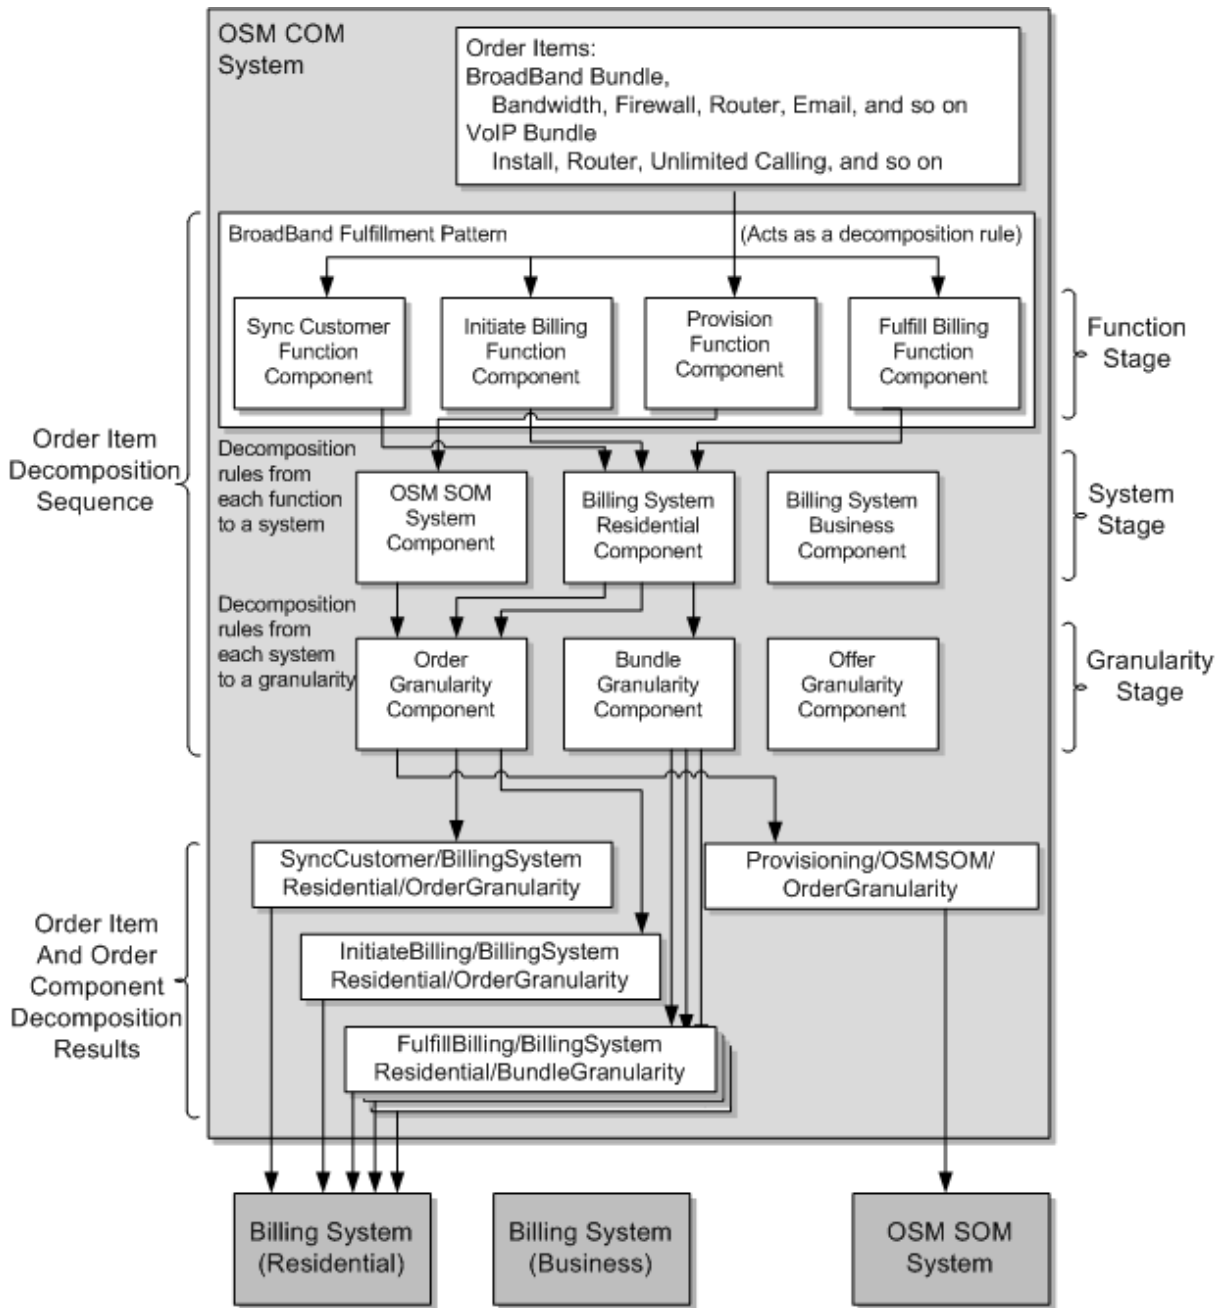 OSM COM
System
Order Items:
BroadBand Bundle,
Bandwidth, Firewall, Router, Email, and so on
VoIP Bundle
Install, Router, Unlimited Calling, and so on
BroadBand Fulfillment Pattern
(Acts as a decomposition rule)
Sync Customer
Function
Component
Initiate Billing
Function
Component
Provision
Function
Component
Fulfill Billing
Function
Component
Function
Stage
Order Item
Decomposition
Sequence
Decomposition
rules from
each function
to a system
OSM SOM
System
Component
Billing System
Residential
Component
Billing System
Business
Component
System
Stage
Decomposition
rules from
each system
to a granularity
Order
Granularity
Component
Bundle
Granularity
Component
Offer
Granularity
Component
Granularity
Stage
SyncCustomer/BillingSystem
Residential/OrderGranularity
Provisioning/OSMSOM/
OrderGranularity
Order Item
And Order
Component
Decomposition
Results
InitiateBilling/BillingSystem
Residential/OrderGranularity
FulfillBilling/BillingSystem
Residential/BundleGranularity
Billing System
(Residential)
Billing System
(Business)
OSM SOM
System